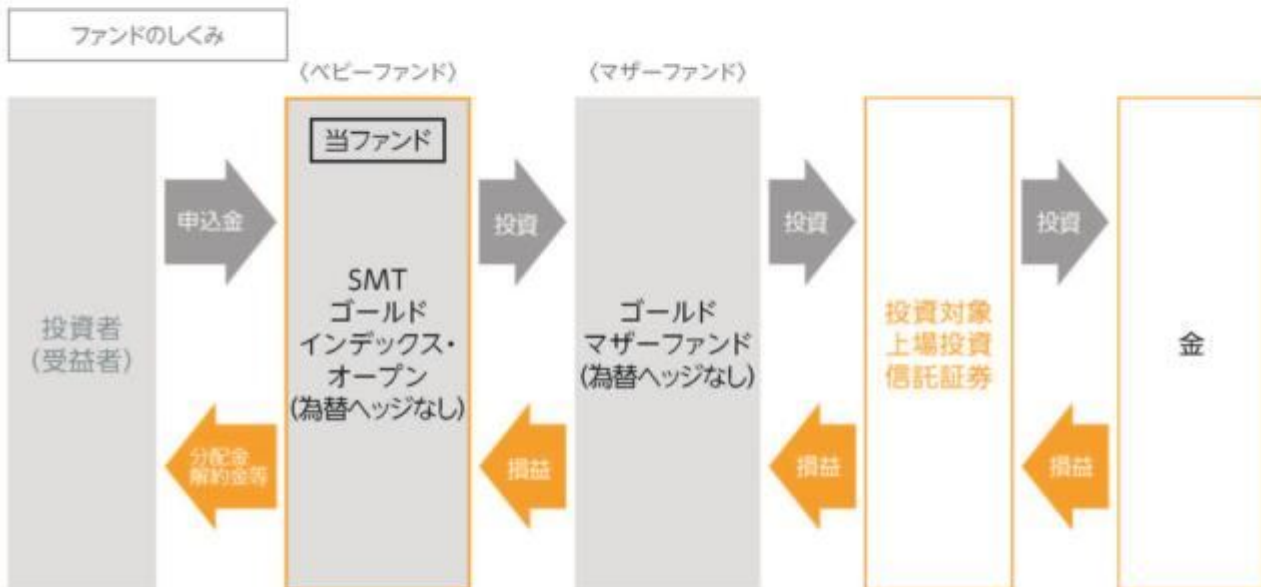 ファンドのしくみ
〈ベビーファンド〉
〈マザーファンド〉
投資者
(受益者)
申込金
分配金
解約金等
当ファンド
SMT
ゴールド
インデックス・
オープン
(為替ヘッジなし)
投資
損益
ゴールド
マザーファンド
(為替ヘッジなし)
投資
損益
投資対象
上場投資
信託証券
投資
損益
金